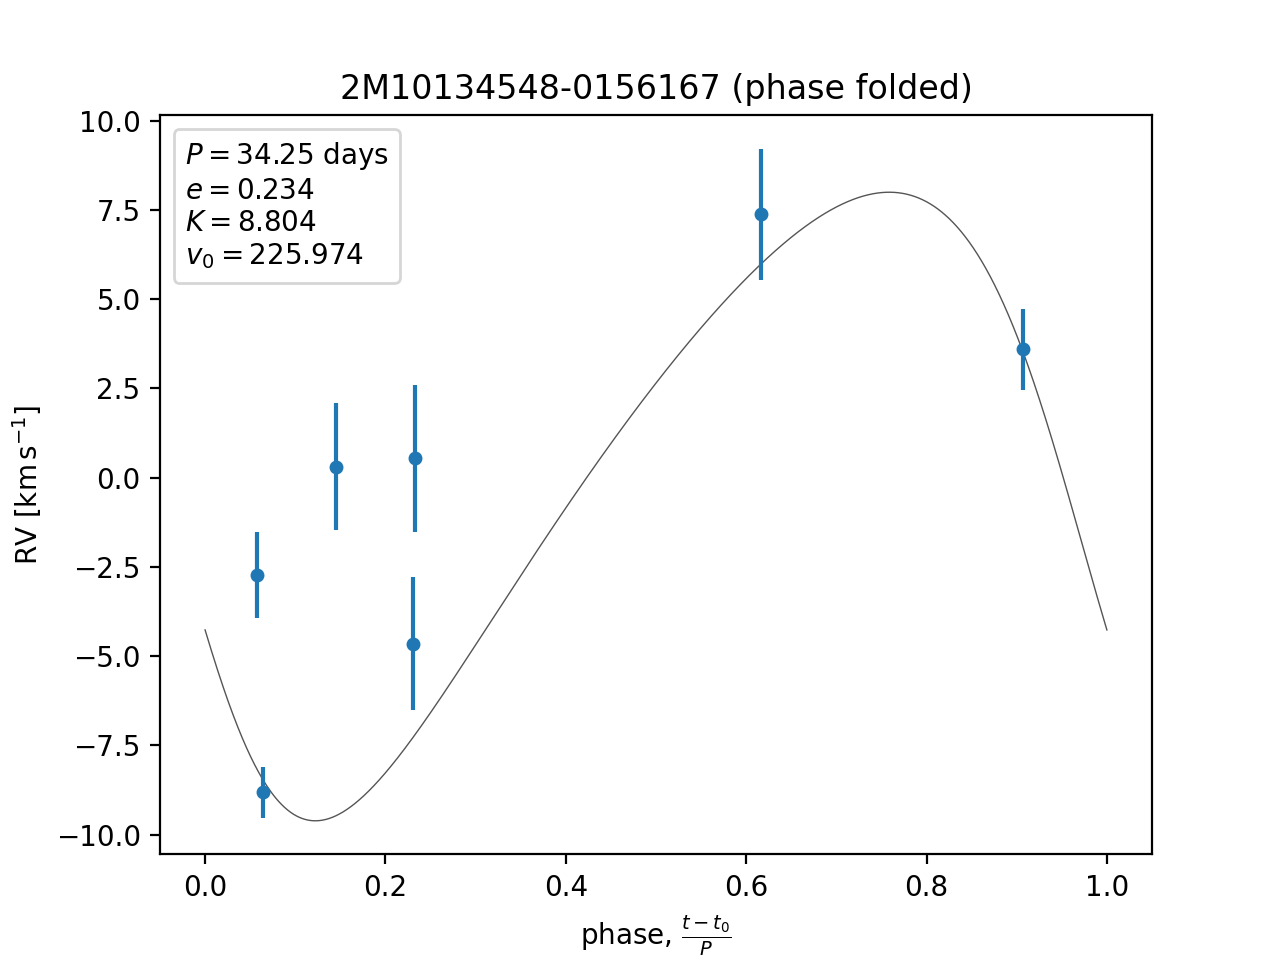 2M10134548-0156167 (phase folded)
P = 34.25 days
e = 0.234
K = 8.804
v₀ = 225.974
10.0
7.5
5.0
2.5
0.0
−2.5
−5.0
−7.5
−10.0
RV [km s⁻¹]
0.0 0.2 0.4 0.6 0.8 1.0
phase, (t − t₀)/P